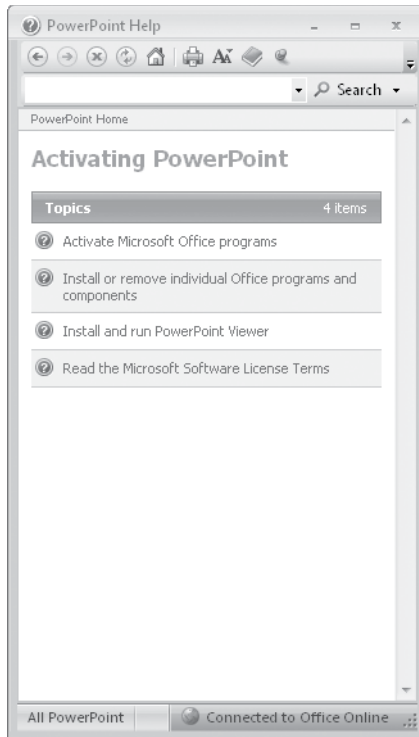 PowerPoint Help
Search
PowerPoint Home
Activating PowerPoint
Topics 4 items
Activate Microsoft Office programs
Install or remove individual Office programs and
components
Install and run PowerPoint Viewer
Read the Microsoft Software License Terms
All PowerPoint Connected to Office Online